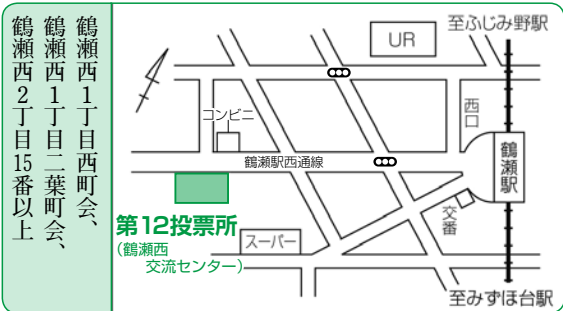 鶴瀬西1丁目西町会、
鶴瀬西1丁目二葉町会、
鶴瀬西2丁目15番以上
UR
至ふじみ野駅
コンビニ
西口
鶴瀬駅西通線
鶴瀬駅
第12投票所
(鶴瀬西
交流センター)
交番
スーパー
至みずほ台駅